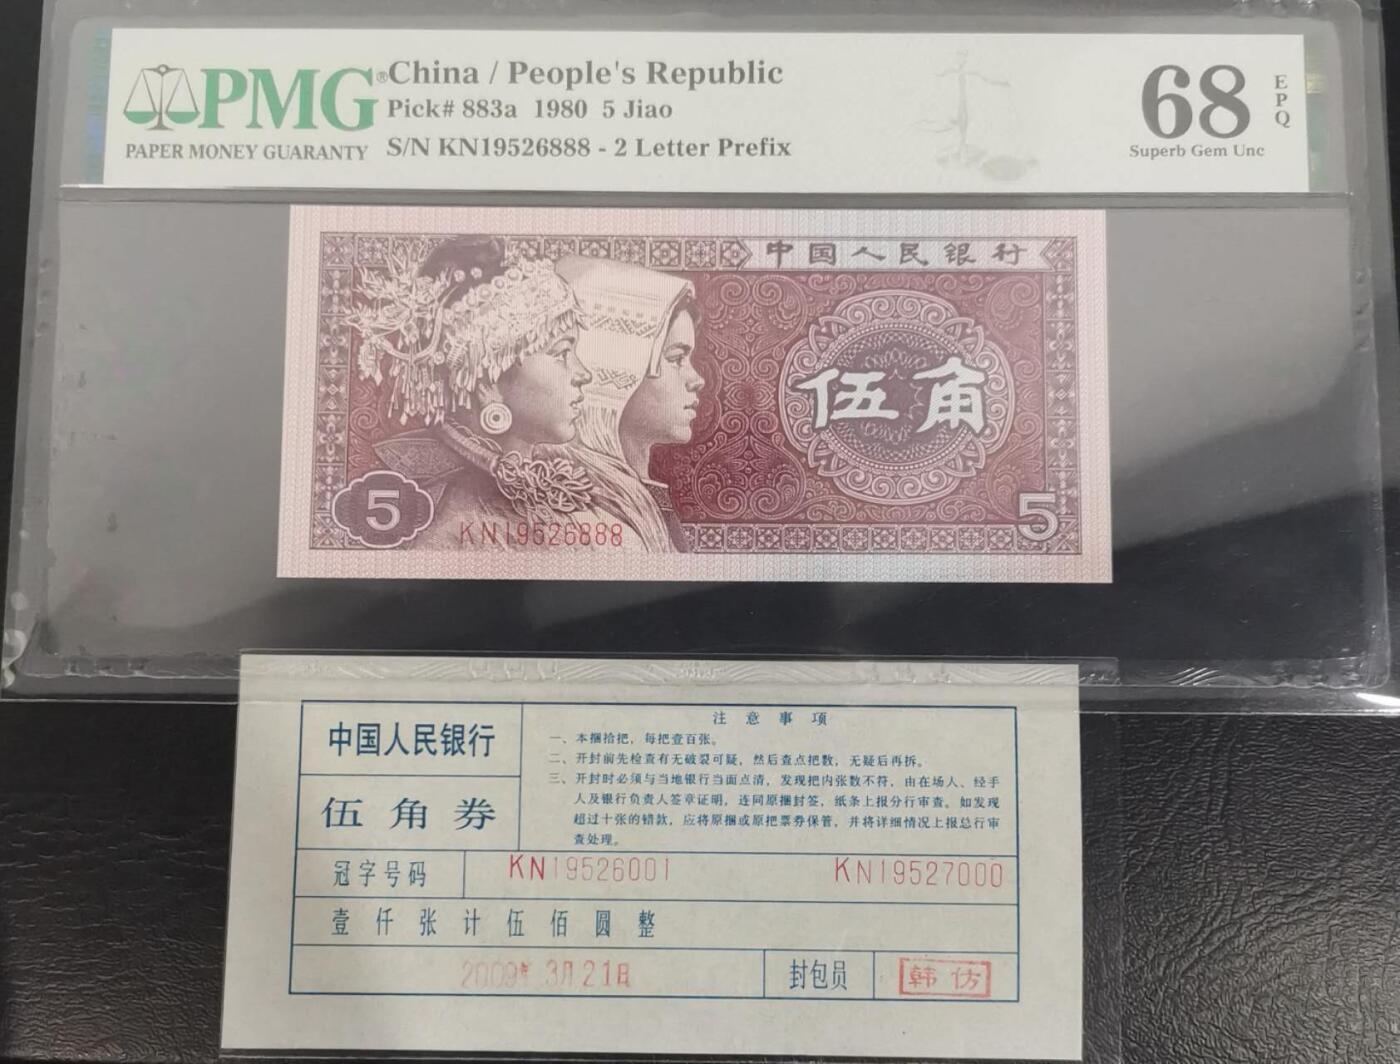 PMG®
PAPER MONEY GUARANTY
China / People's Republic
Pick# 883a 1980 5 Jiao
S/N KN19526888 - 2 Letter Prefix
68
EPQ
Superb Gem Unc
中国人民银行
伍角
5
KN19526888
5
中国人民银行
伍角券
注意事项
一、本捆拾把，每把壹百张。
二、开封前先检查有无破裂可疑，然后查点把数，无疑后再拆。
三、开封时必须与当地银行当面点清，发现把内张数不符，由在场人、经手
人及银行负责人签章证明，连同原捆封签，纸条上报分行审查。如发现
超过十张的错款，应将原捆或原把票券保管，并将详细情况上报总行审
查处理。
冠字号码
KN19526001
KN19527000
壹仟张计伍佰圆整
2009年3月21日
封包员
韩仿